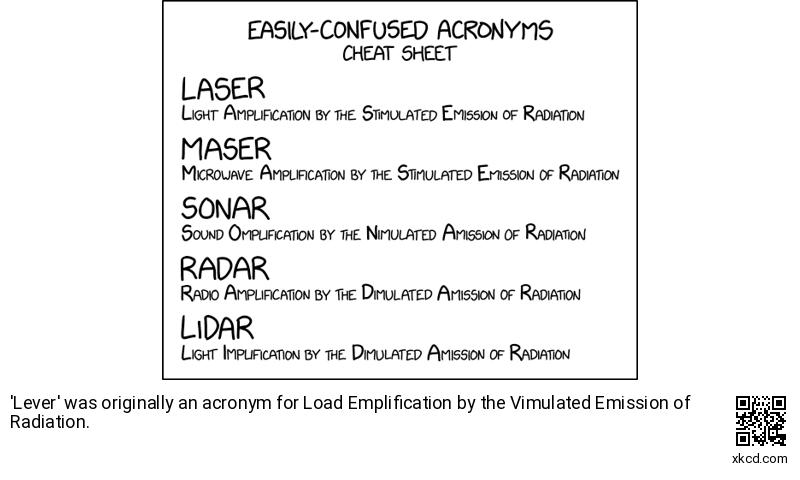 EASILY-CONFUSED ACRONYMS
CHEAT SHEET
LASER
LIGHT AMPLIFICATION BY THE STIMULATED EMISSION OF RADIATION
MASER
MICROWAVE AMPLIFICATION BY THE STIMULATED EMISSION OF RADIATION
SONAR
SOUND OMPLIFICATION BY THE NIMULATED AMISSION OF RADIATION
RADAR
RADIO AMPLIFICATION BY THE DIMULATED AMISSION OF RADIATION
LIDAR
LIGHT IMPLIFICATION BY THE DIMULATED AMISSION OF RADIATION
'Lever' was originally an acronym for Load Emplification by the Vimulated Emission of
Radiation.
xkcd.com